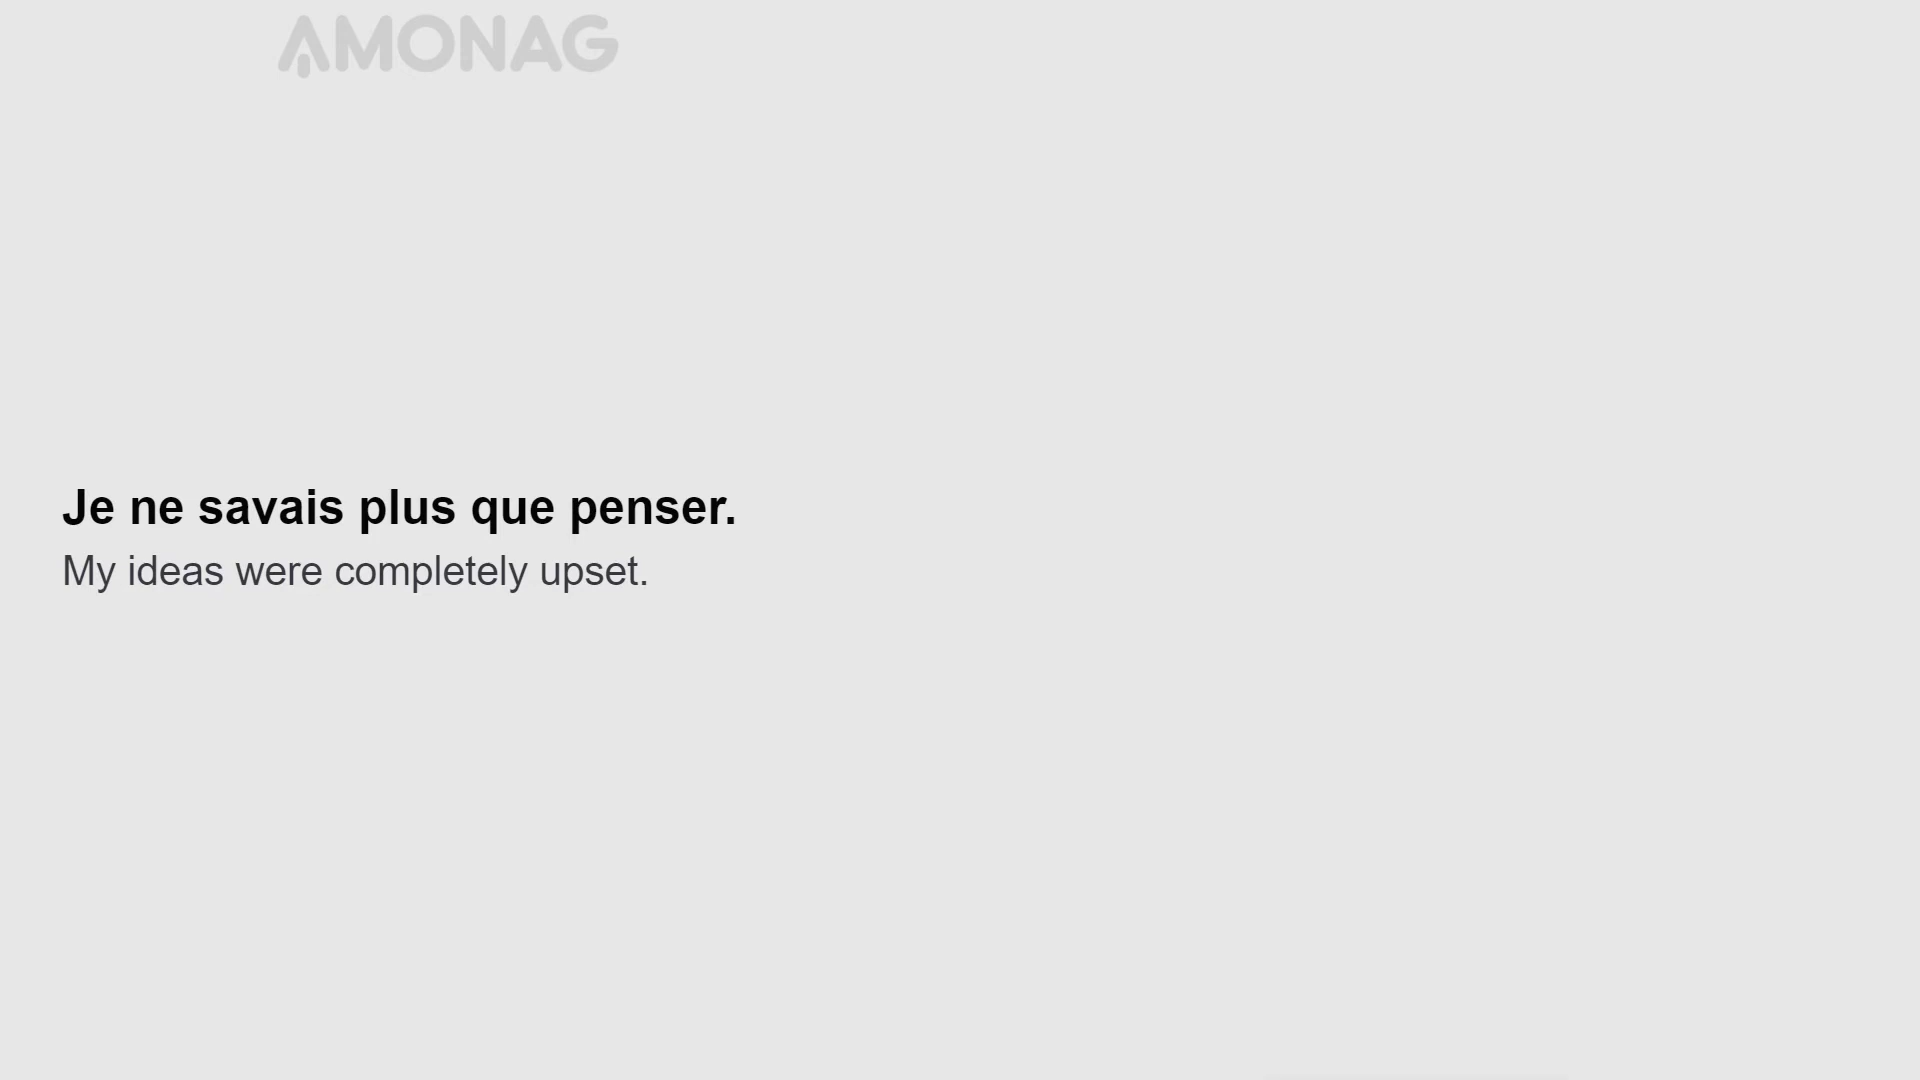 AMONAG
Je ne savais plus que penser.
My ideas were completely upset.